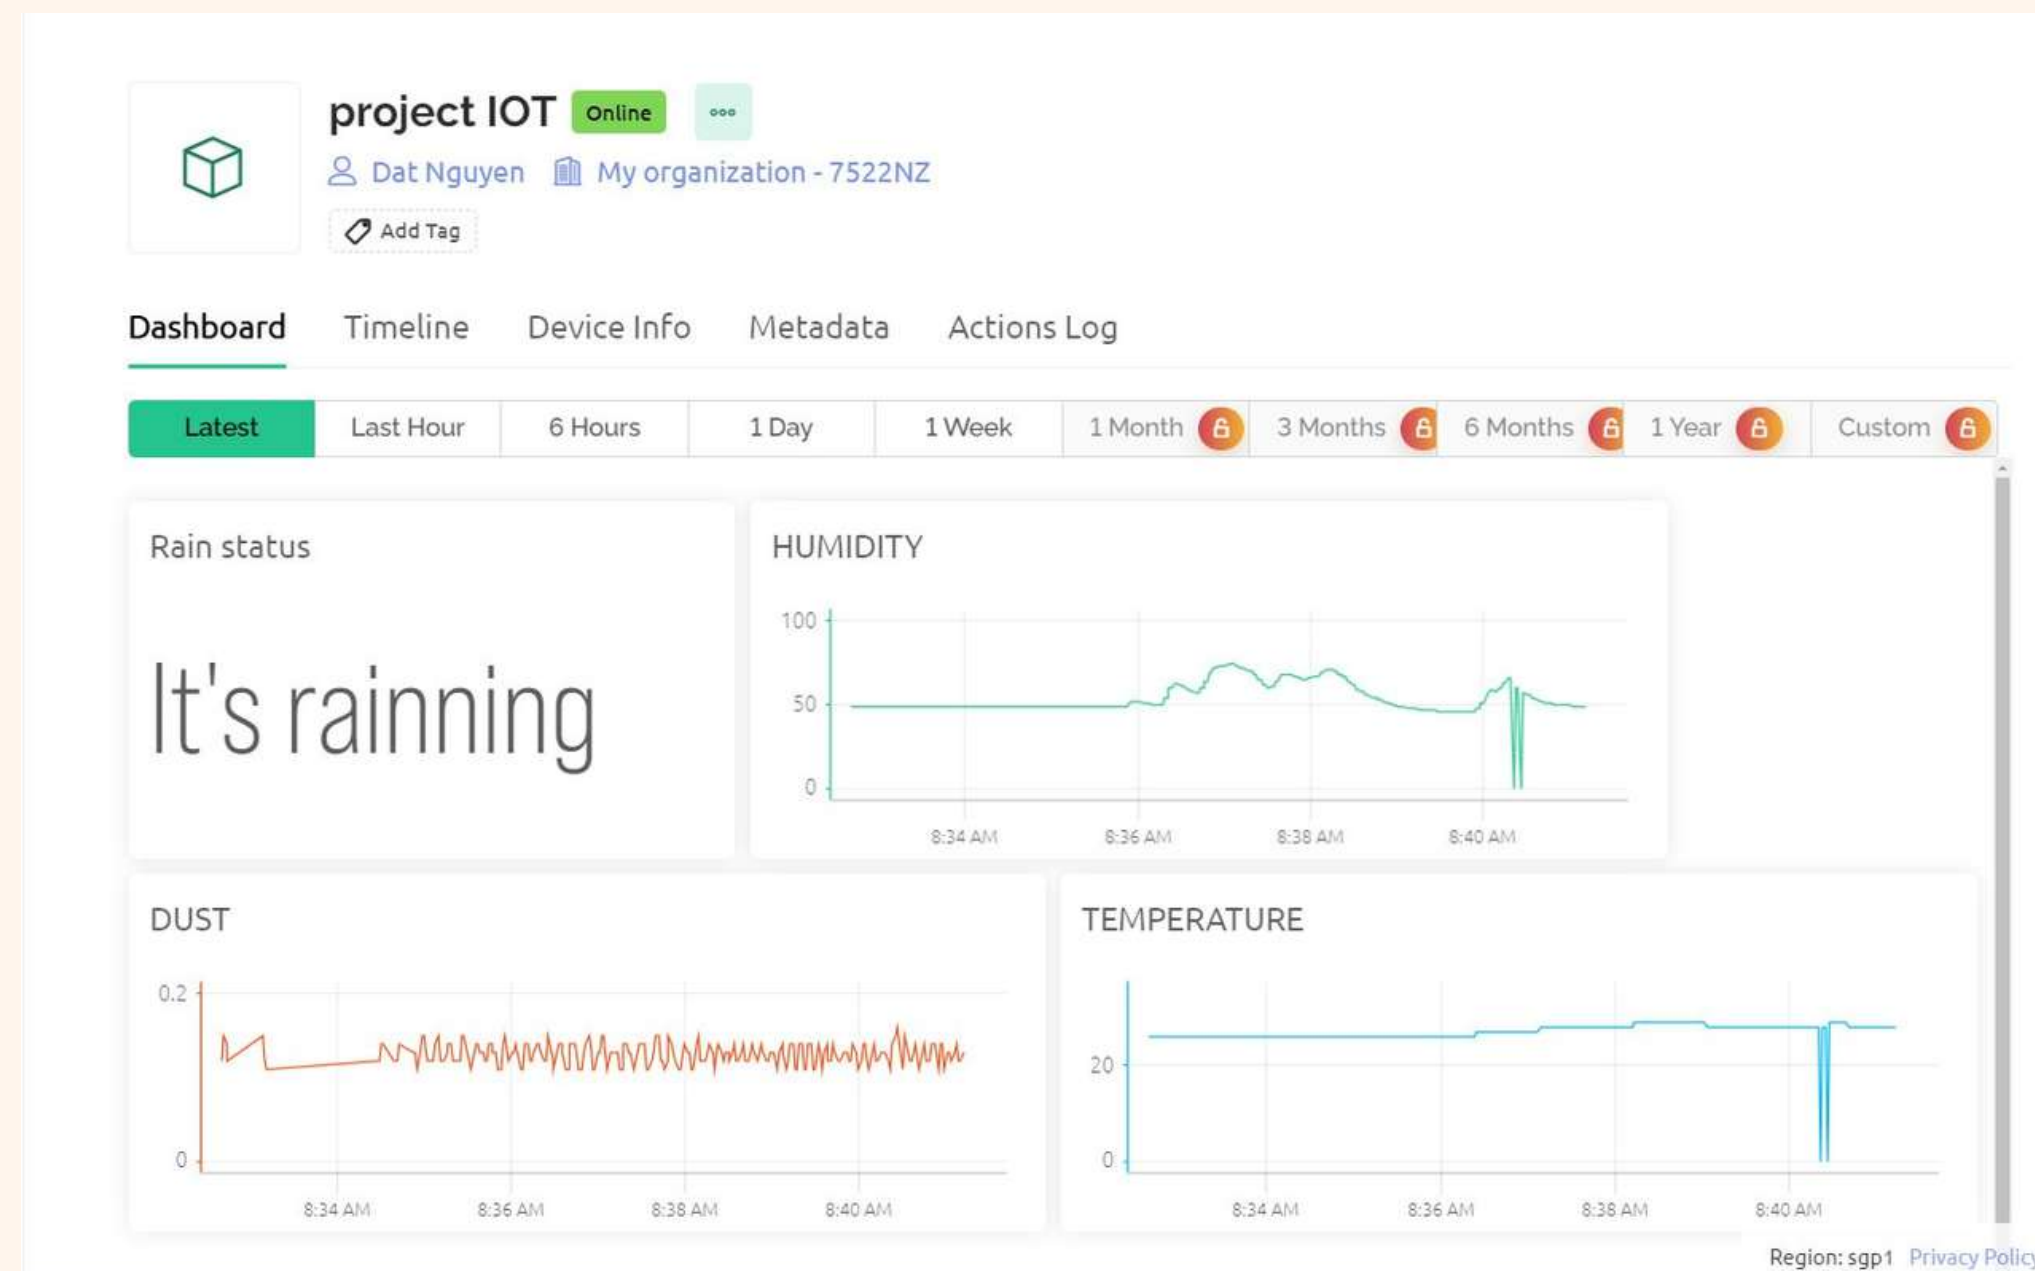 project IOT Online
Dat Nguyen My organization - 7522NZ
Add Tag
Dashboard Timeline Device Info Metadata Actions Log
Latest Last Hour 6 Hours 1 Day 1 Week 1 Month 3 Months 6 Months 1 Year Custom
Rain status
It's rainning
HUMIDITY
100
50
0
8:34 AM 8:36 AM 8:38 AM 8:40 AM
DUST
0.2
0
8:34 AM 8:36 AM 8:38 AM 8:40 AM
TEMPERATURE
20
0
8:34 AM 8:36 AM 8:38 AM 8:40 AM
Region: sgp1 Privacy Policy